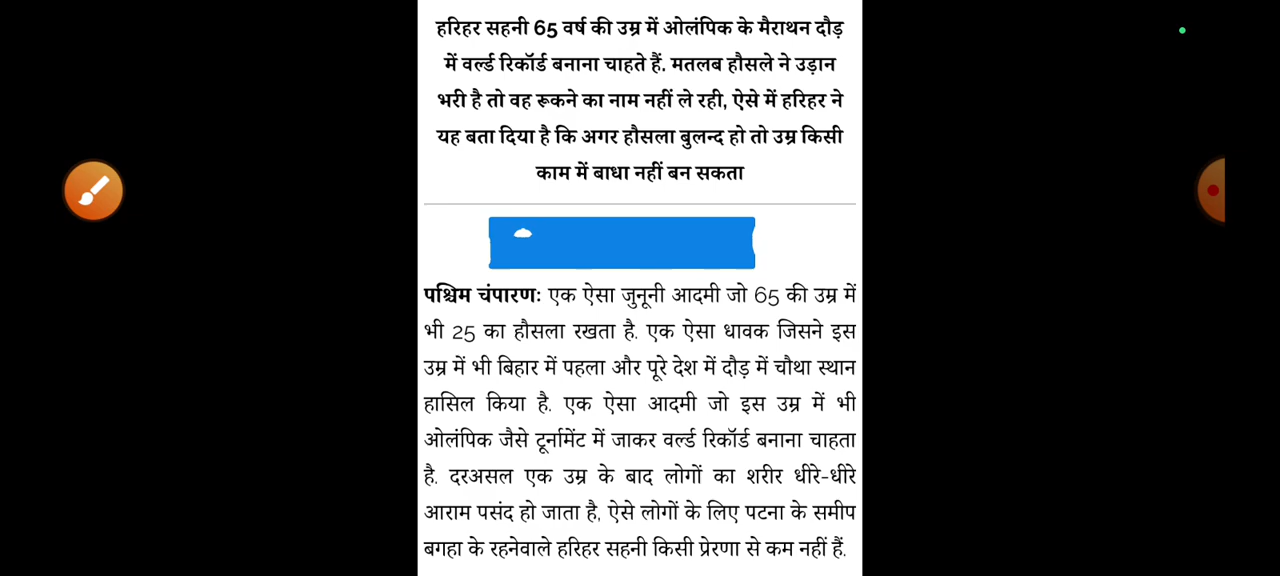 हरिहर सहनी 65 वर्ष की उम्र में ओलंपिक के मैराथन दौड़
में वर्ल्ड रिकॉर्ड बनाना चाहते हैं. मतलब हौसले ने उड़ान
भरी है तो वह रूकने का नाम नहीं ले रही, ऐसे में हरिहर ने
यह बता दिया है कि अगर हौसला बुलन्द हो तो उम्र किसी
काम में बाधा नहीं बन सकता
पश्चिम चंपारण: एक ऐसा जुनूनी आदमी जो 65 की उम्र में
भी 25 का हौसला रखता है. एक ऐसा धावक जिसने इस
उम्र में भी बिहार में पहला और पूरे देश में दौड़ में चौथा स्थान
हासिल किया है. एक ऐसा आदमी जो इस उम्र में भी
ओलंपिक जैसे टूर्नामेंट में जाकर वर्ल्ड रिकॉर्ड बनाना चाहता
है. दरअसल एक उम्र के बाद लोगों का शरीर धीरे-धीरे
आराम पसंद हो जाता है, ऐसे लोगों के लिए पटना के समीप
बगहा के रहनेवाले हरिहर सहनी किसी प्रेरणा से कम नहीं हैं.